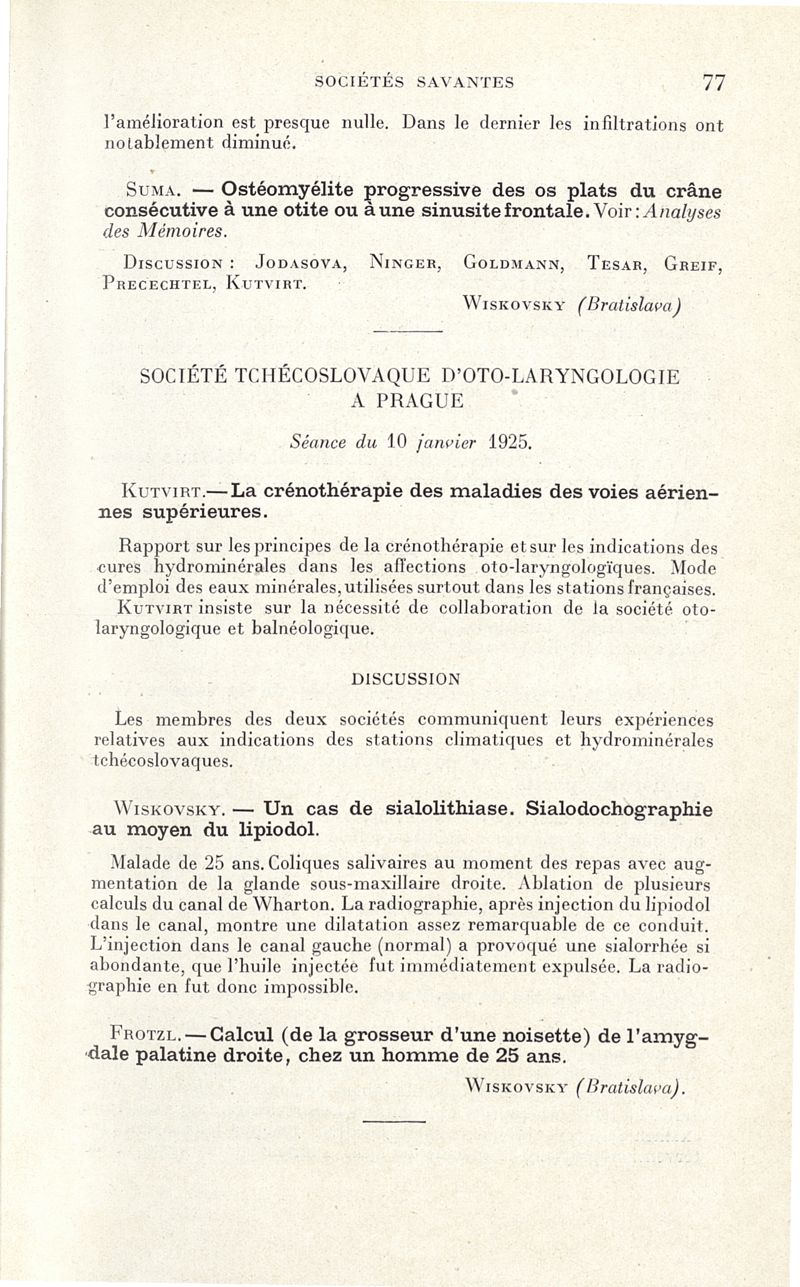 SOCIÉTÉS SAVANTES 77
l'amélioration est presque nulle. Dans le dernier les infiltrations ont
notablement diminué.
SUMA. — Ostéomyélite progressive des os plats du crâne
consécutive à une otite ou à une sinusite frontale. Voir : Analyses
des Mémoires.
DISCUSSION : JODASOVA, NINGER, GOLDMANN, TESAR, GREIF,
PRECECHTEL, KUTVIRT.
WISKOVSKY (Bratislava)
SOCIÉTÉ TCHÉCOSLOVAQUE D'OTO-LARYNGOLOGIE
A PRAGUE
Séance du 10 janvier 1925.
KUTVIRT. — La crénothérapie des maladies des voies aérien-
nes supérieures.
Rapport sur les principes de la crénothérapie et sur les indications des
cures hydrominérales dans les affections oto-laryngologïques. Mode
d'emploi des eaux minérales, utilisées surtout dans les stations françaises.
KUTVIRT insiste sur la nécessité de collaboration de la société oto-
laryngologique et balnéologique.
DISCUSSION
Les membres des deux sociétés communiquent leurs expériences
relatives aux indications des stations climatiques et hydrominérales
tchécoslovaques.
WISKOVSKY. — Un cas de sialolithiase. Sialodochographie
au moyen du lipiodol.
Malade de 25 ans. Coliques salivaires au moment des repas avec aug-
mentation de la glande sous-maxillaire droite. Ablation de plusieurs
calculs du canal de Wharton. La radiographie, après injection du lipiodol
dans le canal, montre une dilatation assez remarquable de ce conduit.
L'injection dans le canal gauche (normal) a provoqué une sialorrhée si
abondante, que l'huile injectée fut immédiatement expulsée. La radio-
graphie en fut donc impossible.
FROTZL. — Calcul (de la grosseur d'une noisette) de l'amyg-
dale palatine droite, chez un homme de 25 ans.
WISKOVSKY (Bratislava).